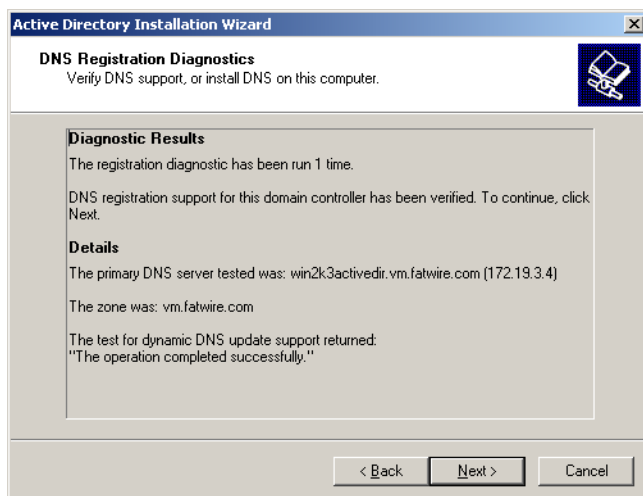 Active Directory Installation Wizard
DNS Registration Diagnostics
Verify DNS support, or install DNS on this computer.
Diagnostic Results
The registration diagnostic has been run 1 time.
DNS registration support for this domain controller has been verified. To continue, click
Next.
Details
The primary DNS server tested was: win2k3activedir.vm.fatwire.com (172.19.3.4)
The zone was: vm.fatwire.com
The test for dynamic DNS update support returned:
"The operation completed successfully."
< Back
Next >
Cancel